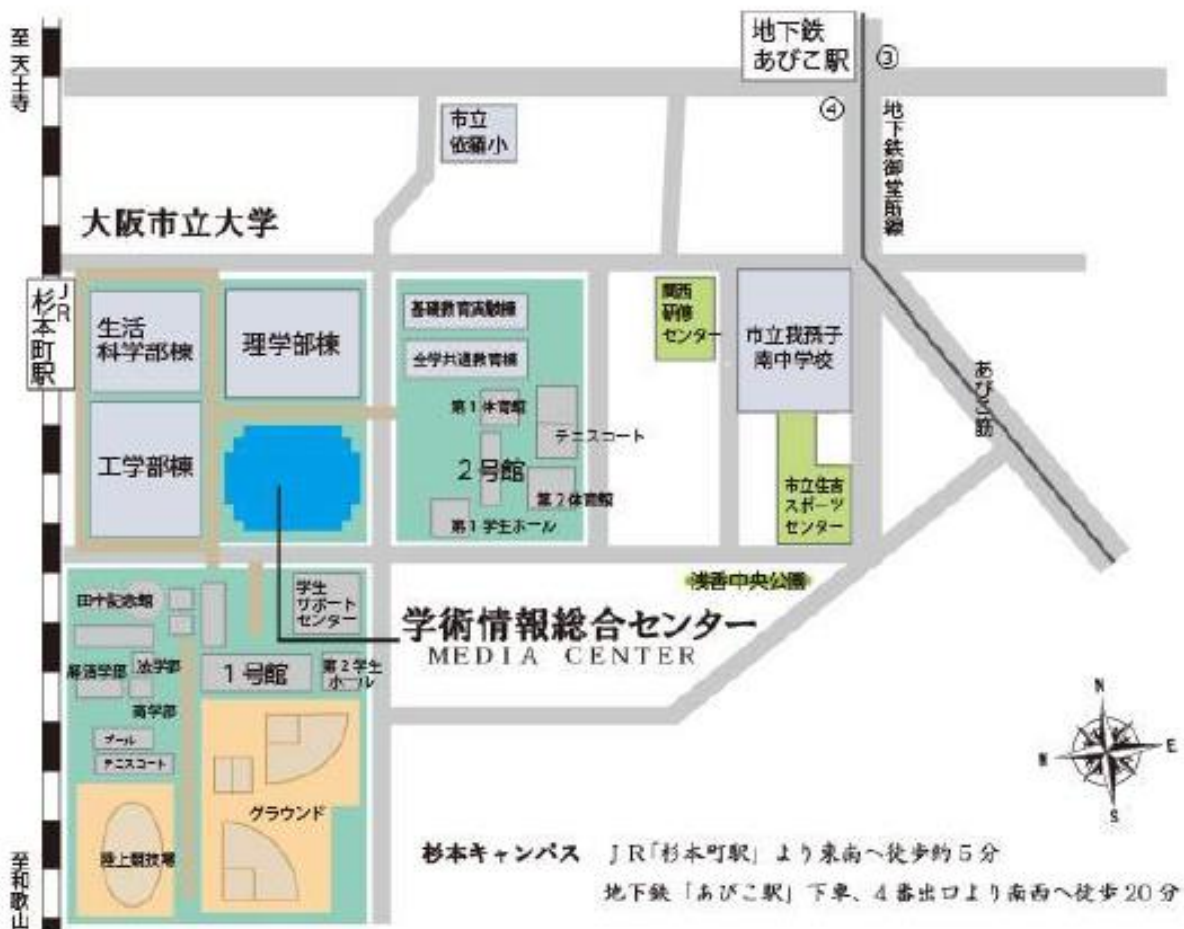 至天王寺
地下鉄
あびこ駅
③
④
地下鉄御堂筋線
市立
依羅小
大阪市立大学
JR
杉本町駅
生活
科学部棟
理学部棟
基礎教育実験棟
全学共通教育棟
関西
研修
センター
市立我孫子
南中学校
あびこ筋
第1体育館
テニスコート
工学部棟
2号館
第2体育館
第1学生ホール
市立住吉
スポーツ
センター
浅香中央公園
田中記念館
学生
サポート
センター
学術情報総合センター
MEDIA CENTER
経済学部
法学部
1号館
第2学生
ホール
商学部
プール
テニスコート
グラウンド
陸上競技場
N
W
E
S
杉本キャンパス JR「杉本町駅」より東南へ徒歩約5分
地下鉄「あびこ駅」下車、4番出口より南西へ徒歩20分
至和歌山